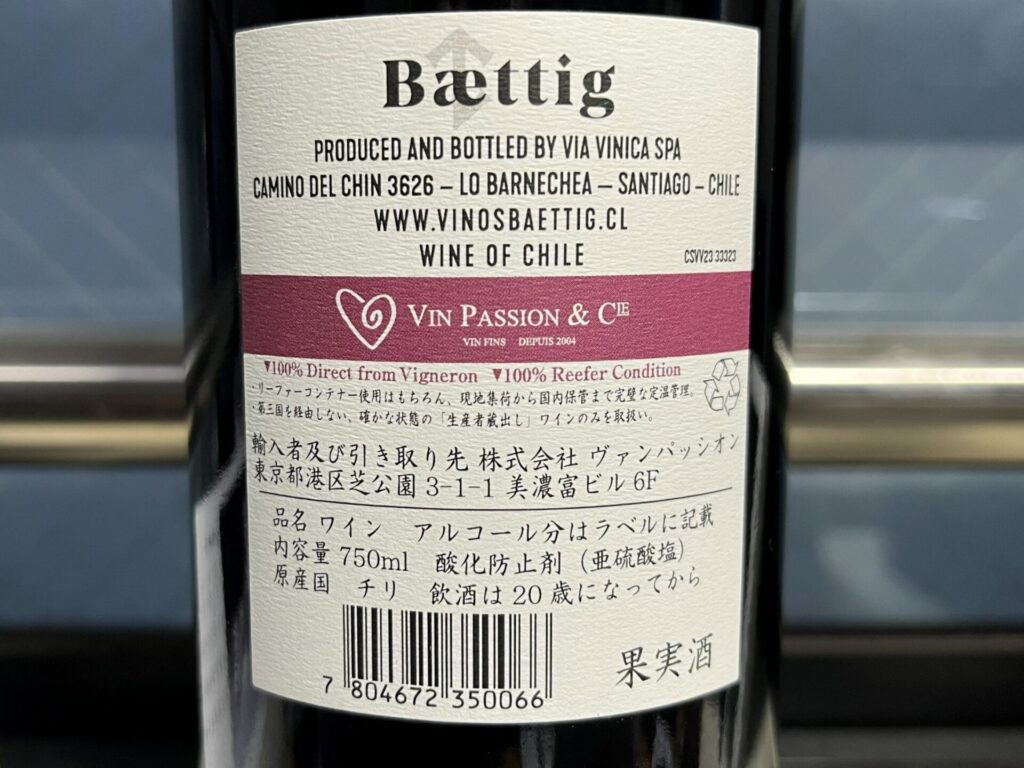 Bættig
PRODUCED AND BOTTLED BY VIA VINICA SPA
CAMINO DEL CHIN 3626 – LO BARNECHEA – SANTIAGO – CHILE
WWW.VINOSBAETTIG.CL
WINE OF CHILE
CSVV23 33323
VIN PASSION & CIE
VIN FINS DEPUIS 2004
▼100% Direct from Vigneron ▼100% Reefer Condition
・リーファーコンテナー使用はもちろん、現地集荷から国内保管まで完璧な定温管理。
・第三国を経由しない、確かな状態の「生産者蔵出し」ワインのみを取扱い。
輸入者及び引き取り先 株式会社 ヴァンパッシオン
東京都港区芝公園 3-1-1 美濃富ビル 6F
品名 ワイン アルコール分はラベルに記載
内容量 750ml 酸化防止剤（亜硫酸塩）
原産国 チリ 飲酒は 20 歳になってから
果実酒
7 804672 350066